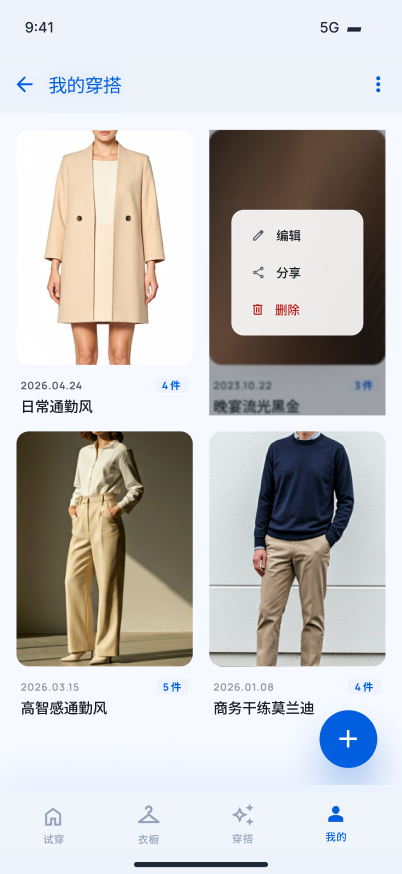 9:41 5G
我的穿搭
编辑
分享
删除
2026.04.24 4 件
日常通勤风
2023.10.22 3 件
晚宴流光黑金
2026.03.15 5 件
高智感通勤风
2026.01.08 4 件
商务干练莫兰迪
试穿 衣橱 穿搭 我的